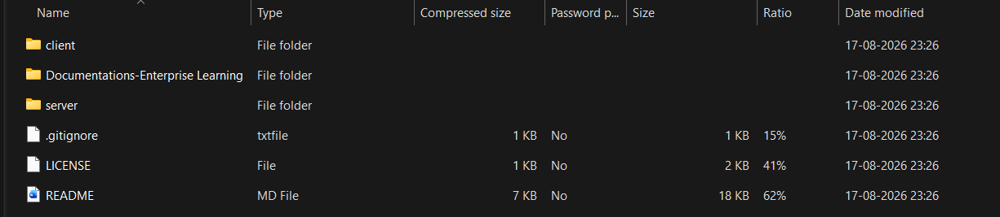 Name Type Compressed size Password p... Size Ratio Date modified
client File folder 17-08-2026 23:26
Documentations-Enterprise Learning File folder 17-08-2026 23:26
server File folder 17-08-2026 23:26
.gitignore txtfile 1 KB No 1 KB 15% 17-08-2026 23:26
LICENSE File 1 KB No 2 KB 41% 17-08-2026 23:26
README MD File 7 KB No 18 KB 62% 17-08-2026 23:26